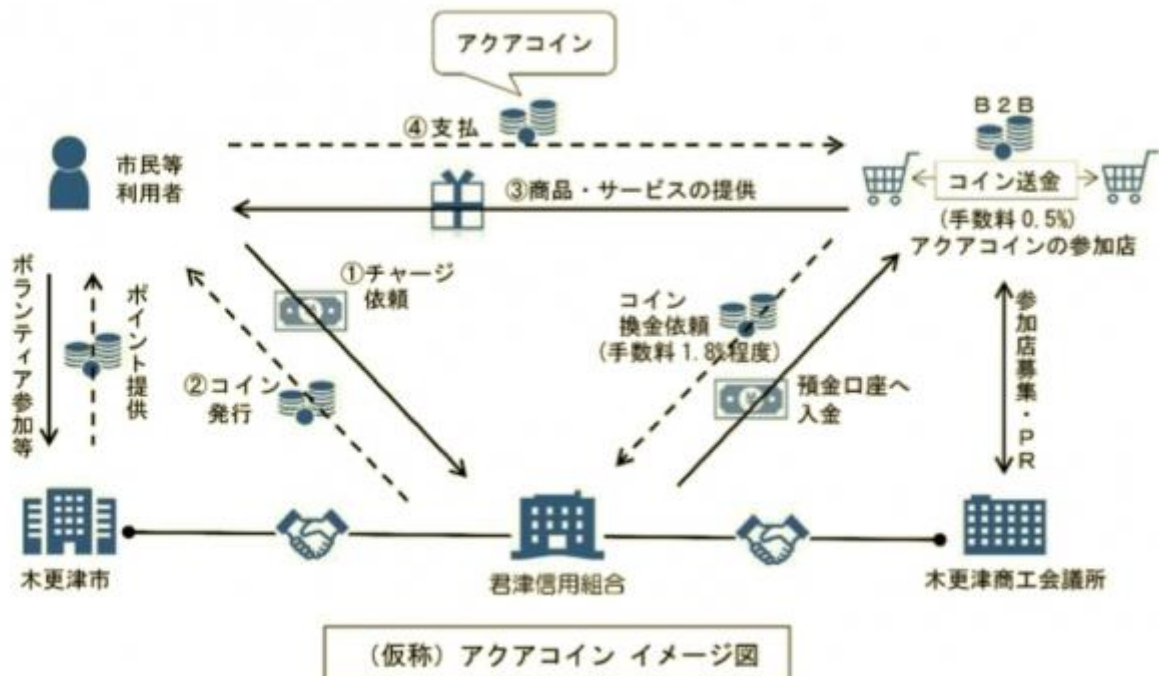 アクアコイン
④支払
B2B
市民等
利用者
コイン送金
③商品・サービスの提供
(手数料0.5%)
アクアコインの参加店
①チャージ
依頼
コイン
換金依頼
(手数料1.8%程度)
ボランティア参加等
ポイント提供
②コイン
発行
預金口座へ
入金
参加店募集・PR
木更津市
君津信用組合
木更津商工会議所
(仮称)アクアコイン イメージ図